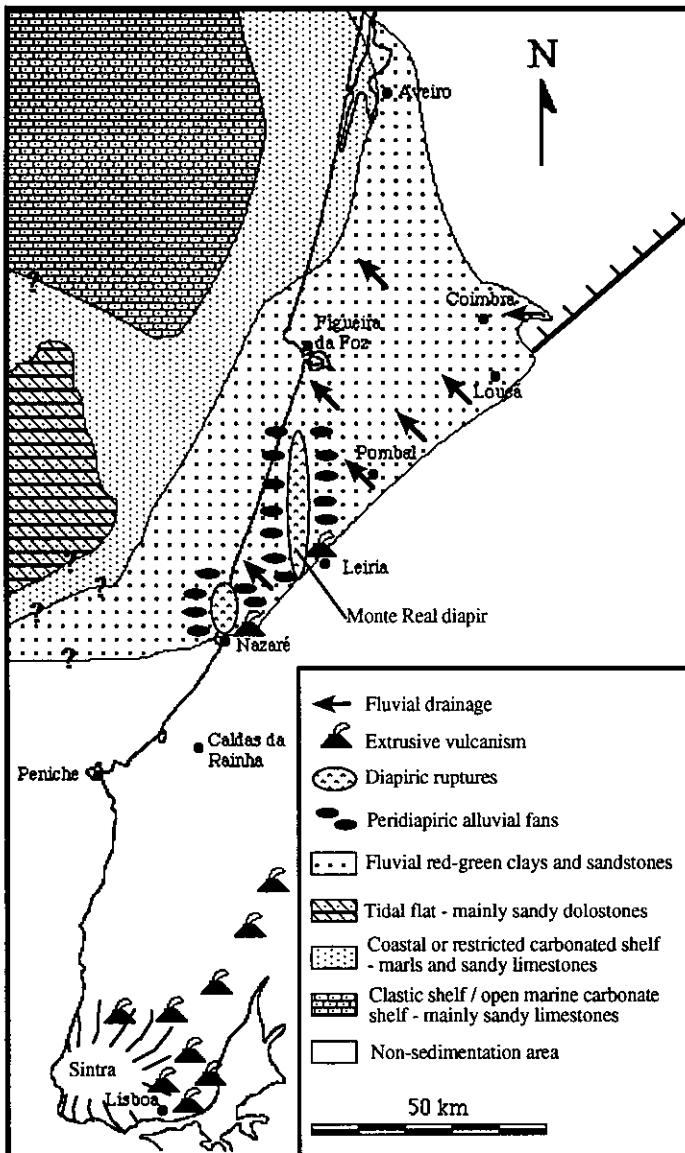 N
Aveiro
?
Coimbra
Figueira
da Foz
Lousã
Pombal
?
Leiria
?
?
Monte Real diapir
Nazaré
?
Caldas da
Rainha
Peniche
Sintra
Lisboa
Fluvial drainage
Extrusive vulcanism
Diapiric ruptures
Peridiapiric alluvial fans
Fluvial red-green clays and sandstones
Tidal flat - mainly sandy dolostones
Coastal or restricted carbonated shelf
- marls and sandy limestones
Clastic shelf / open marine carbonate
shelf - mainly sandy limestones
Non-sedimentation area
50 km